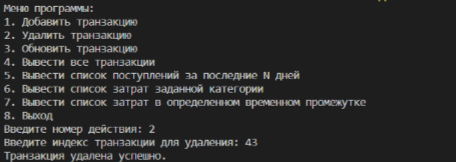 Меню программы:
1. Добавить транзакцию
2. Удалить транзакцию
3. Обновить транзакцию
4. Вывести все транзакции
5. Вывести список поступлений за последние N дней
6. Вывести список затрат заданной категории
7. Вывести список затрат в определенном временном промежутке
8. Выход
Введите номер действия: 2
Введите индекс транзакции для удаления: 43
Транзакция удалена успешно.